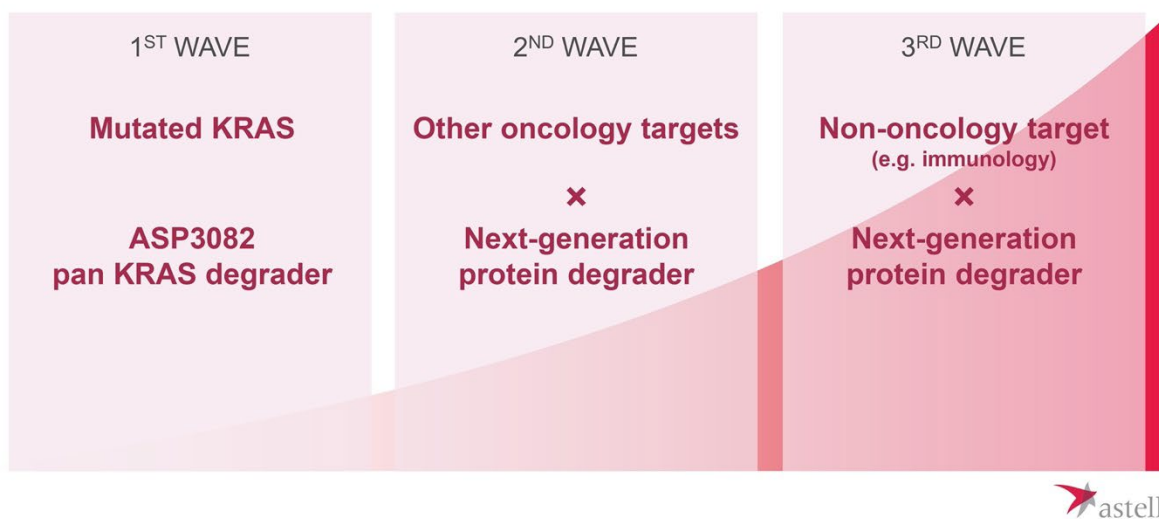 1ST WAVE
Mutated KRAS
ASP3082
pan KRAS degrader
2ND WAVE
Other oncology targets
×
Next-generation
protein degrader
3RD WAVE
Non-oncology target
(e.g. immunology)
×
Next-generation
protein degrader
astell